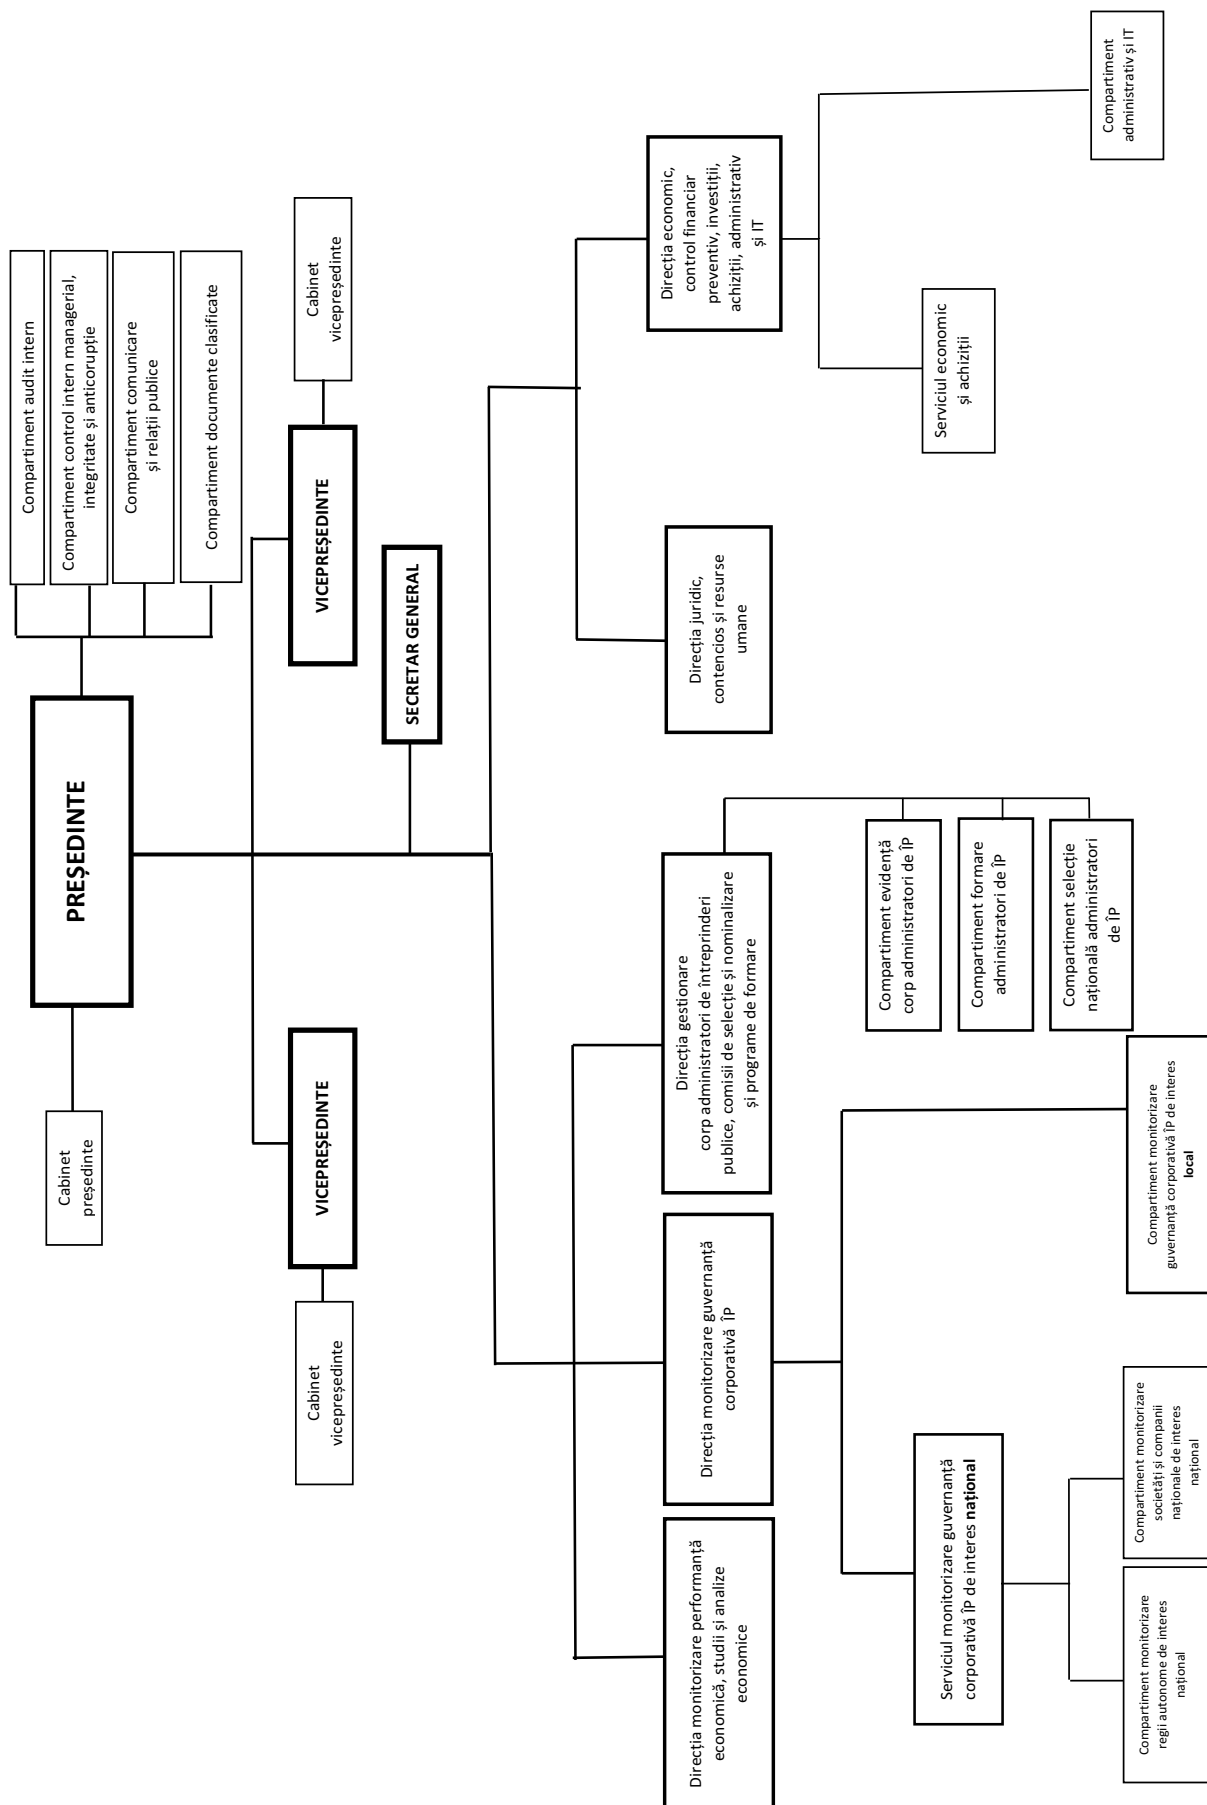 PREȘEDINTE
Cabinet
președinte
Compartiment audit intern
Compartiment control intern managerial,
integritate și anticorupție
Compartiment comunicare
și relații publice
Compartiment documente clasificate
Cabinet
vicepreședinte
VICEPREȘEDINTE
VICEPREȘEDINTE
Cabinet
vicepreședinte
SECRETAR GENERAL
Direcția monitorizare performanță
economică, studii și analize
economice
Direcția monitorizare guvernanță
corporativă ÎP
Direcția gestionare
corp administratori de întreprinderi
publice, comisii de selecție și nominalizare
și programe de formare
Direcția juridic,
contencios și resurse
umane
Direcția economic,
control financiar
preventiv, investiții,
achiziții, administrativ
și IT
Compartiment evidență
corp administratori de ÎP
Compartiment formare
administratori de ÎP
Compartiment selecție
națională administratori
de ÎP
Serviciul monitorizare guvernanță
corporativă ÎP de interes național
Serviciul economic
și achiziții
Compartiment
administrativ și IT
Compartiment monitorizare
regii autonome de interes
național
Compartiment monitorizare
societăți și companii
naționale de interes
național
Compartiment monitorizare
guvernanță corporativă ÎP de interes
local